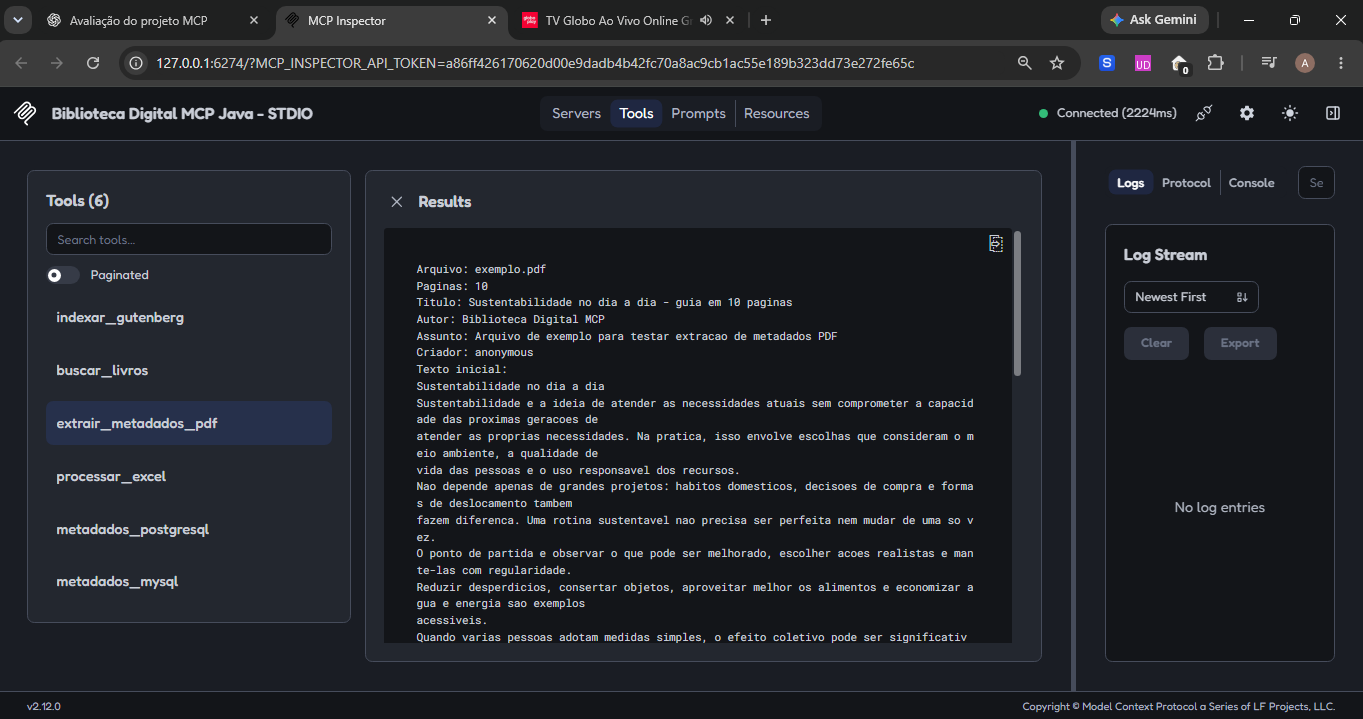 Avaliação do projeto MCP
MCP Inspector
TV Globo Ao Vivo Online G
Ask Gemini
127.0.0.1:6274/?MCP_INSPECTOR_API_TOKEN=a86ff426170620d00e9dadb4b42fc70a8ac9cb1ac55e189b323dd73e272fe65c
S
UD
0
A
Biblioteca Digital MCP Java - STDIO
Servers
Tools
Prompts
Resources
Connected (2224ms)
Tools (6)
Search tools...
Paginated
indexar_gutenberg
buscar_livros
extrair_metadados_pdf
processar_excel
metadados_postgresql
metadados_mysql
Results
Arquivo: exemplo.pdf
Paginas: 10
Titulo: Sustentabilidade no dia a dia - guia em 10 paginas
Autor: Biblioteca Digital MCP
Assunto: Arquivo de exemplo para testar extracao de metadados PDF
Criador: anonymous
Texto inicial:
Sustentabilidade no dia a dia
Sustentabilidade e a ideia de atender as necessidades atuais sem comprometer a capacid
ade das proximas geracoes de
atender as proprias necessidades. Na pratica, isso envolve escolhas que consideram o m
eio ambiente, a qualidade de
vida das pessoas e o uso responsavel dos recursos.
Nao depende apenas de grandes projetos: habitos domesticos, decisoes de compra e forma
s de deslocamento tambem
fazem diferenca. Uma rotina sustentavel nao precisa ser perfeita nem mudar de uma so v
ez.
O ponto de partida e observar o que pode ser melhorado, escolher acoes realistas e man
te-las com regularidade.
Reduzir desperdicios, consertar objetos, aproveitar melhor os alimentos e economizar a
gua e energia sao exemplos
acessiveis.
Quando varias pessoas adotam medidas simples, o efeito coletivo pode ser significativ
Logs
Protocol
Console
Se
Log Stream
Newest First
Clear
Export
No log entries
v2.12.0
Copyright © Model Context Protocol a Series of LF Projects, LLC.